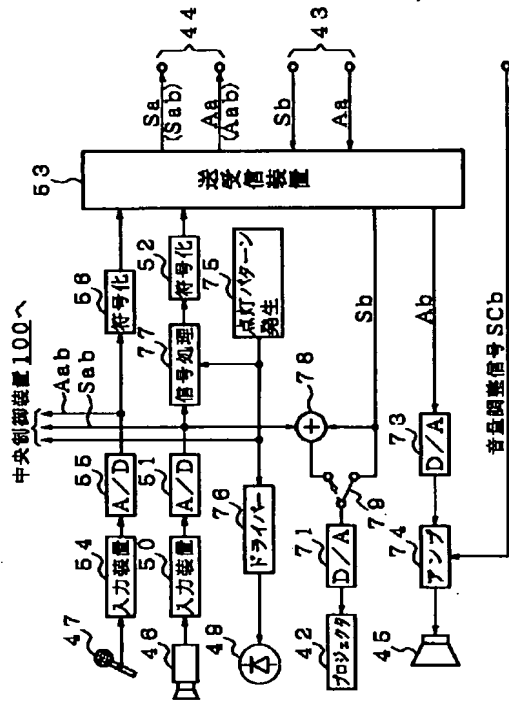 中央制御装置100へ
Aab
Sab
47
54
入力装置
55
A/D
56
符号化
53
送受信装置
Sa
(Sab)
Aa
(Aab)
44
46
50
入力装置
51
A/D
77
信号処理
52
符号化
Sb
Aa
43
49
76
ドライバー
75
点灯パターン
発生
78
+
79
Sb
42
プロジェクタ
71
D/A
45
74
アンプ
73
D/A
Ab
音量調整信号SCb